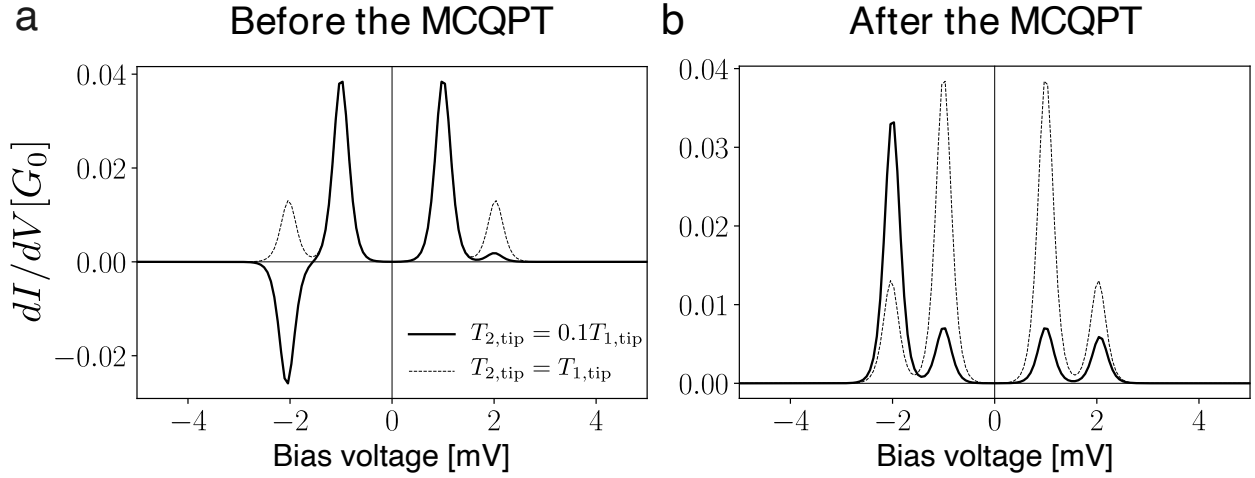 a
Before the MCQPT
dI/dV[G₀]
0.04
0.02
0.00
−0.02
T₂,tip = 0.1T₁,tip
T₂,tip = T₁,tip
−4 −2 0 2 4
Bias voltage [mV]
b
After the MCQPT
0.04
0.03
0.02
0.01
0.00
−4 −2 0 2 4
Bias voltage [mV]